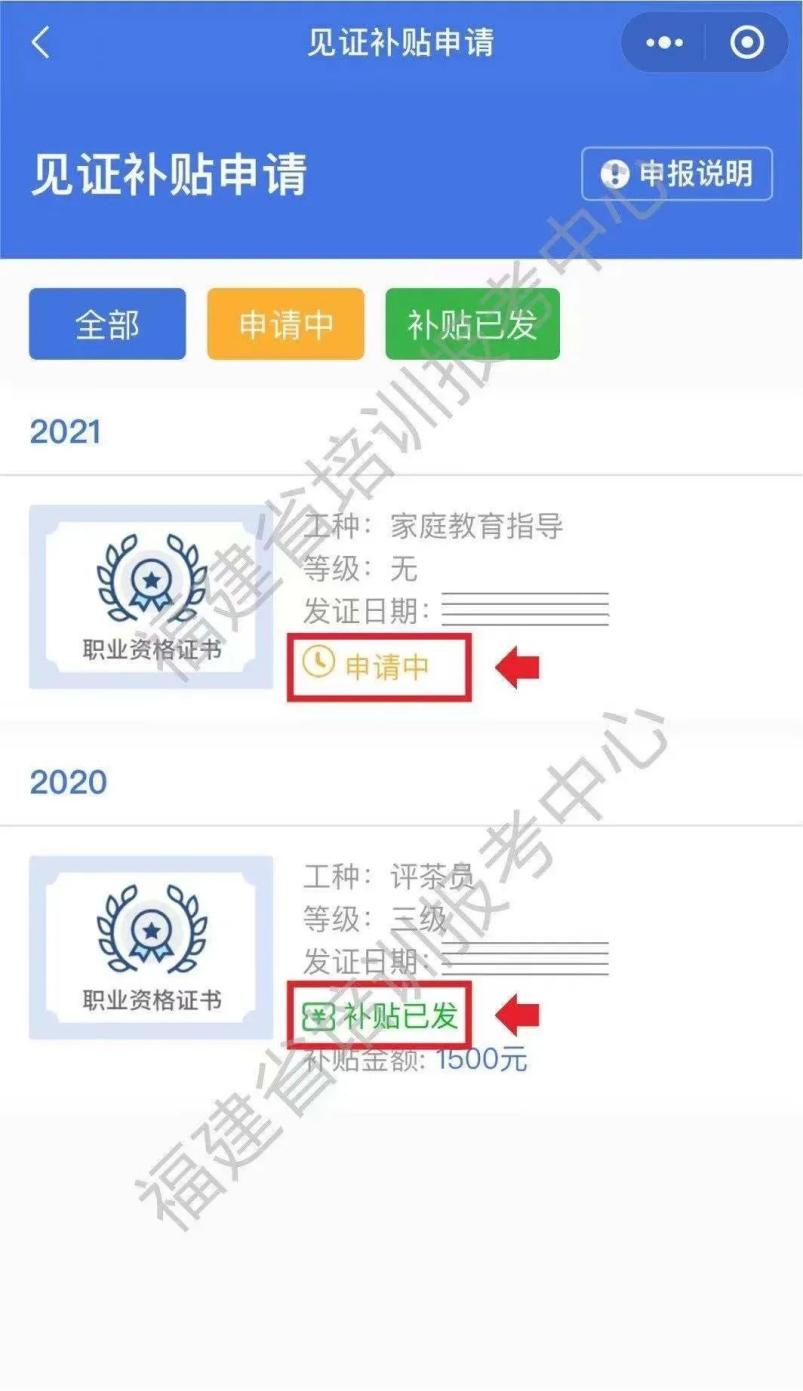 见证补贴申请
见证补贴申请
申报说明
全部
申请中
补贴已发
2021
职业资格证书
工种：家庭教育指导
等级：无
发证日期：
申请中
2020
职业资格证书
工种：评茶员
等级：三级
发证日期：
¥补贴已发
补贴金额: 1500元
福建省培训报考中心
福建省培训报考中心